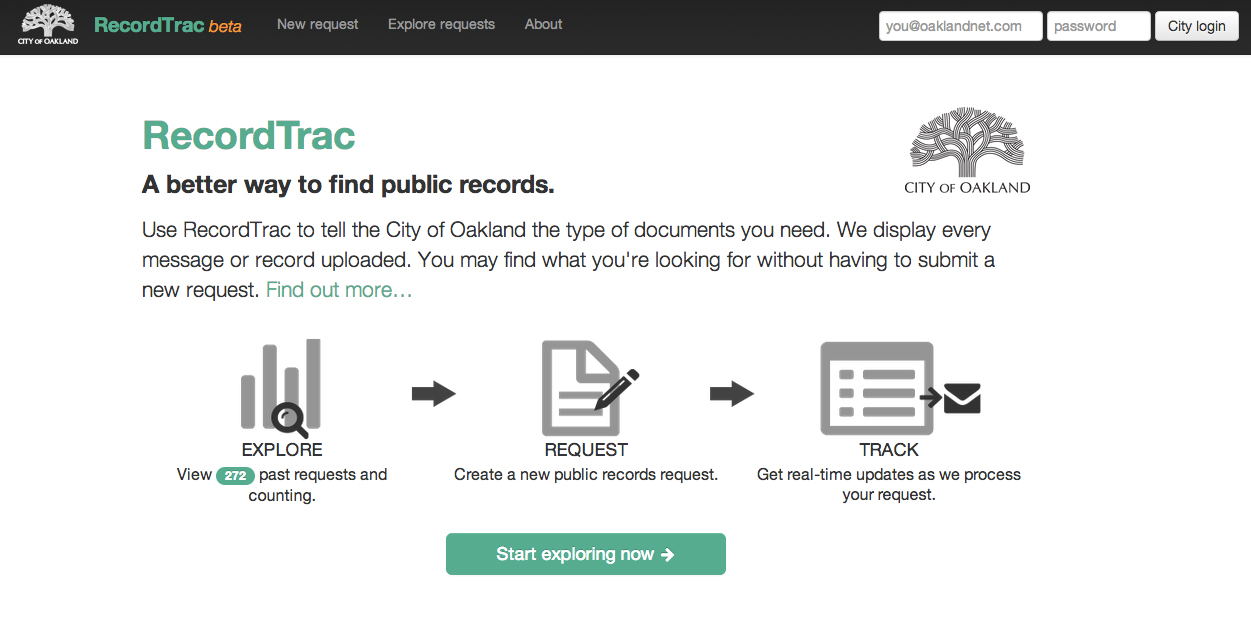 CITY OF OAKLAND
RecordTrac beta
New request
Explore requests
About
you@oaklandnet.com
password
City login
RecordTrac
CITY OF OAKLAND
A better way to find public records.
Use RecordTrac to tell the City of Oakland the type of documents you need. We display every
message or record uploaded. You may find what you're looking for without having to submit a
new request. Find out more…
EXPLORE
View 272 past requests and
counting.
REQUEST
Create a new public records request.
TRACK
Get real-time updates as we process
your request.
Start exploring now